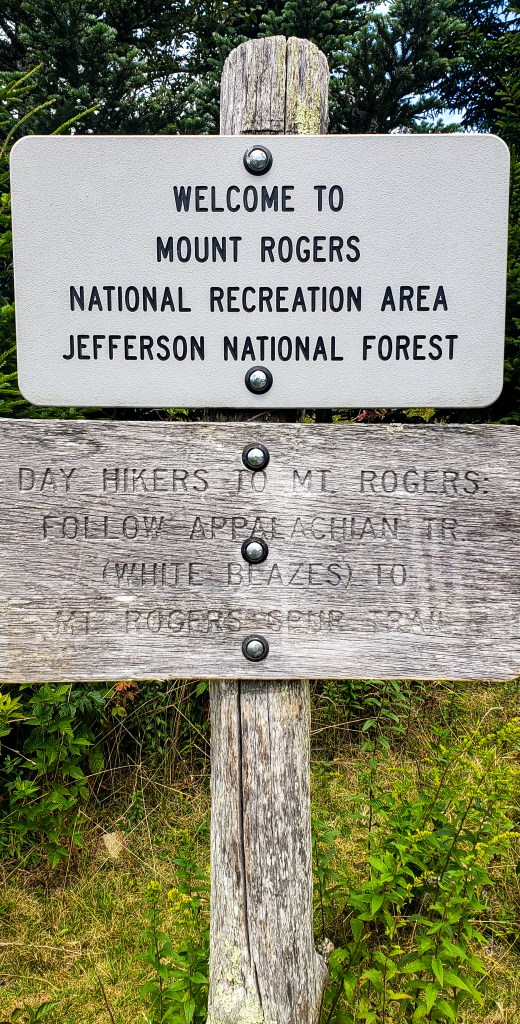 WELCOME TO
MOUNT ROGERS
NATIONAL RECREATION AREA
JEFFERSON NATIONAL FOREST
DAY HIKERS TO MT. ROGERS:
FOLLOW APPALACHIAN TR.
(WHITE BLAZES) TO
MT. ROGERS SPUR TRAIL